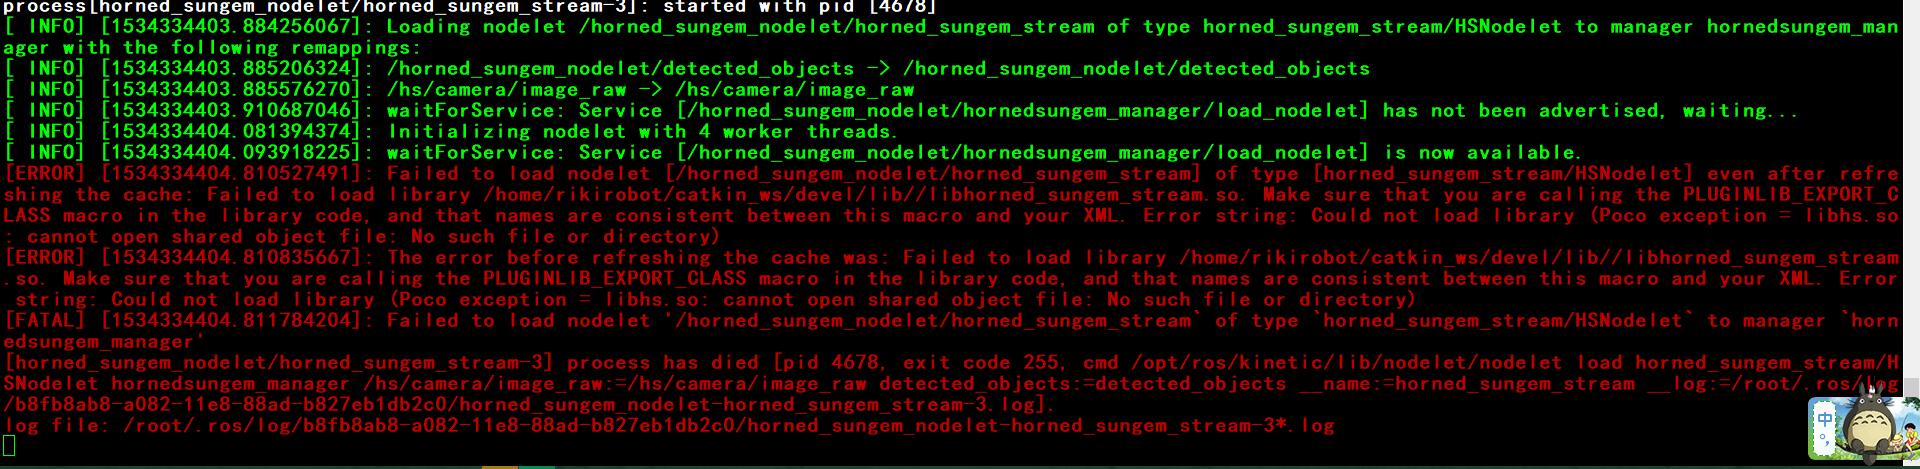 process[horned_sungem_nodelet/horned_sungem_stream-3]: started with pid [4678]
[ INFO] [1534334403.884256067]: Loading nodelet /horned_sungem_nodelet/horned_sungem_stream of type horned_sungem_stream/HSNodelet to manager hornedsungem_man
ager with the following remappings:
[ INFO] [1534334403.885206324]: /horned_sungem_nodelet/detected_objects -> /horned_sungem_nodelet/detected_objects
[ INFO] [1534334403.885576270]: /hs/camera/image_raw -> /hs/camera/image_raw
[ INFO] [1534334403.910687046]: waitForService: Service [/horned_sungem_nodelet/hornedsungem_manager/load_nodelet] has not been advertised, waiting...
[ INFO] [1534334404.081394374]: Initializing nodelet with 4 worker threads.
[ INFO] [1534334404.093918225]: waitForService: Service [/horned_sungem_nodelet/hornedsungem_manager/load_nodelet] is now available.
[ERROR] [1534334404.810527491]: Failed to load nodelet [/horned_sungem_nodelet/horned_sungem_stream] of type [horned_sungem_stream/HSNodelet] even after refre
shing the cache: Failed to load library /home/rikirobot/catkin_ws/devel/lib//libhorned_sungem_stream.so. Make sure that you are calling the PLUGINLIB_EXPORT_C
LASS macro in the library code, and that names are consistent between this macro and your XML. Error string: Could not load library (Poco exception = libhs.so
: cannot open shared object file: No such file or directory)
[ERROR] [1534334404.810835667]: The error before refreshing the cache was: Failed to load library /home/rikirobot/catkin_ws/devel/lib//libhorned_sungem_stream
.so. Make sure that you are calling the PLUGINLIB_EXPORT_CLASS macro in the library code, and that names are consistent between this macro and your XML. Error
 string: Could not load library (Poco exception = libhs.so: cannot open shared object file: No such file or directory)
[FATAL] [1534334404.811784204]: Failed to load nodelet '/horned_sungem_nodelet/horned_sungem_stream` of type `horned_sungem_stream/HSNodelet` to manager `horn
edsungem_manager'
[horned_sungem_nodelet/horned_sungem_stream-3] process has died [pid 4678, exit code 255, cmd /opt/ros/kinetic/lib/nodelet/nodelet load horned_sungem_stream/H
SNodelet hornedsungem_manager /hs/camera/image_raw:=/hs/camera/image_raw detected_objects:=detected_objects __name:=horned_sungem_stream __log:=/root/.ros/log
/b8fb8ab8-a082-11e8-88ad-b827eb1db2c0/horned_sungem_nodelet-horned_sungem_stream-3.log].
log file: /root/.ros/log/b8fb8ab8-a082-11e8-88ad-b827eb1db2c0/horned_sungem_nodelet-horned_sungem_stream-3*.log
中